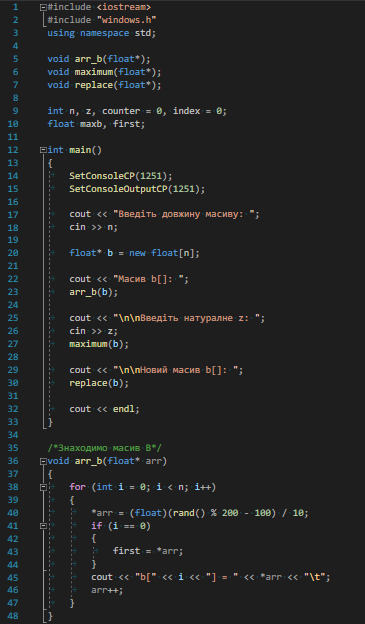 1 #include <iostream>
2 #include "windows.h"
3 using namespace std;
4
5 void arr_b(float*);
6 void maximum(float*);
7 void replace(float*);
8
9 int n, z, counter = 0, index = 0;
10 float maxb, first;
11
12 int main()
13 {
14 SetConsoleCP(1251);
15 SetConsoleOutputCP(1251);
16
17 cout << "Введіть довжину масиву: ";
18 cin >> n;
19
20 float* b = new float[n];
21
22 cout << "Масив b[]: ";
23 arr_b(b);
24
25 cout << "\n\nВведіть натуралне z: ";
26 cin >> z;
27 maximum(b);
28
29 cout << "\n\nНовий масив b[]: ";
30 replace(b);
31
32 cout << endl;
33 }
34
35 /*Знаходимо масив В*/
36 void arr_b(float* arr)
37 {
38 for (int i = 0; i < n; i++)
39 {
40 *arr = (float)(rand() % 200 - 100) / 10;
41 if (i == 0)
42 {
43 first = *arr;
44 }
45 cout << "b[" << i << "] = " << *arr << "\t";
46 arr++;
47 }
48 }